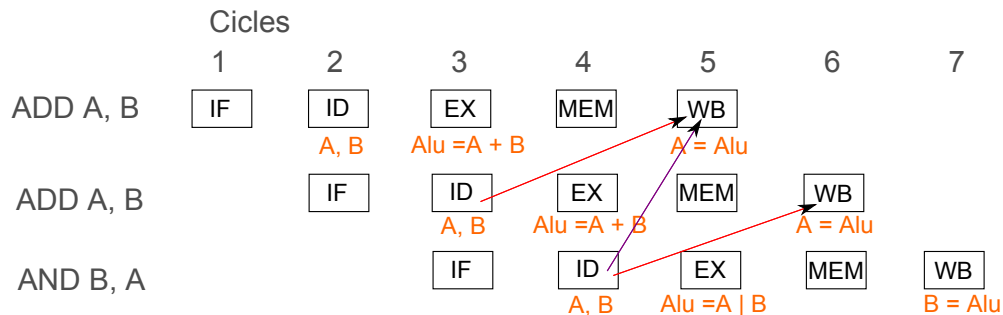 Cicles
1 2 3 4 5 6 7
ADD A, B IF ID EX MEM WB
A, B Alu =A + B A = Alu
ADD A, B IF ID EX MEM WB
A, B Alu =A + B A = Alu
AND B, A IF ID EX MEM WB
A, B Alu =A | B B = Alu